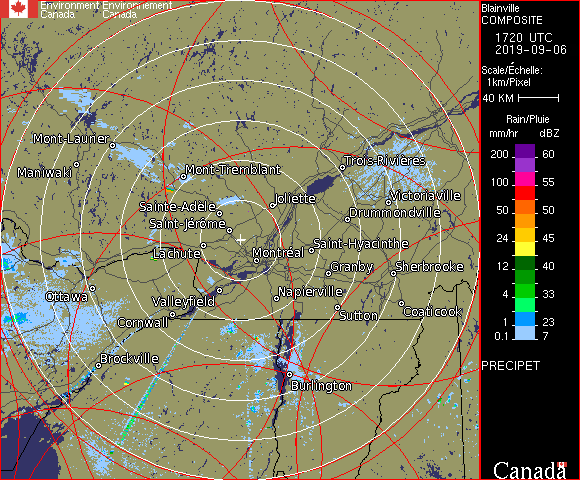 Environment Environnement
Canada Canada
Blainville
COMPOSITE
1720 UTC
2019-09-06
Scale/Échelle:
1km/Pixel
40 KM
Rain/Pluie
mm/hr dBZ
200 60
100 55
50 50
24 45
12 40
4 33
1 23
0.1 7
PRECIPET
Canada
Mont-Laurier
Maniwaki
Mont-Tremblant
Trois-Rivières
Joliette
Victoriaville
Sainte-Adèle
Drummondville
Saint-Jérôme
Lachute
Montréal
Saint-Hyacinthe
Granby
Sherbrooke
Ottawa
Valleyfield
Napierville
Cornwall
Sutton
Coaticook
Brockville
Burlington